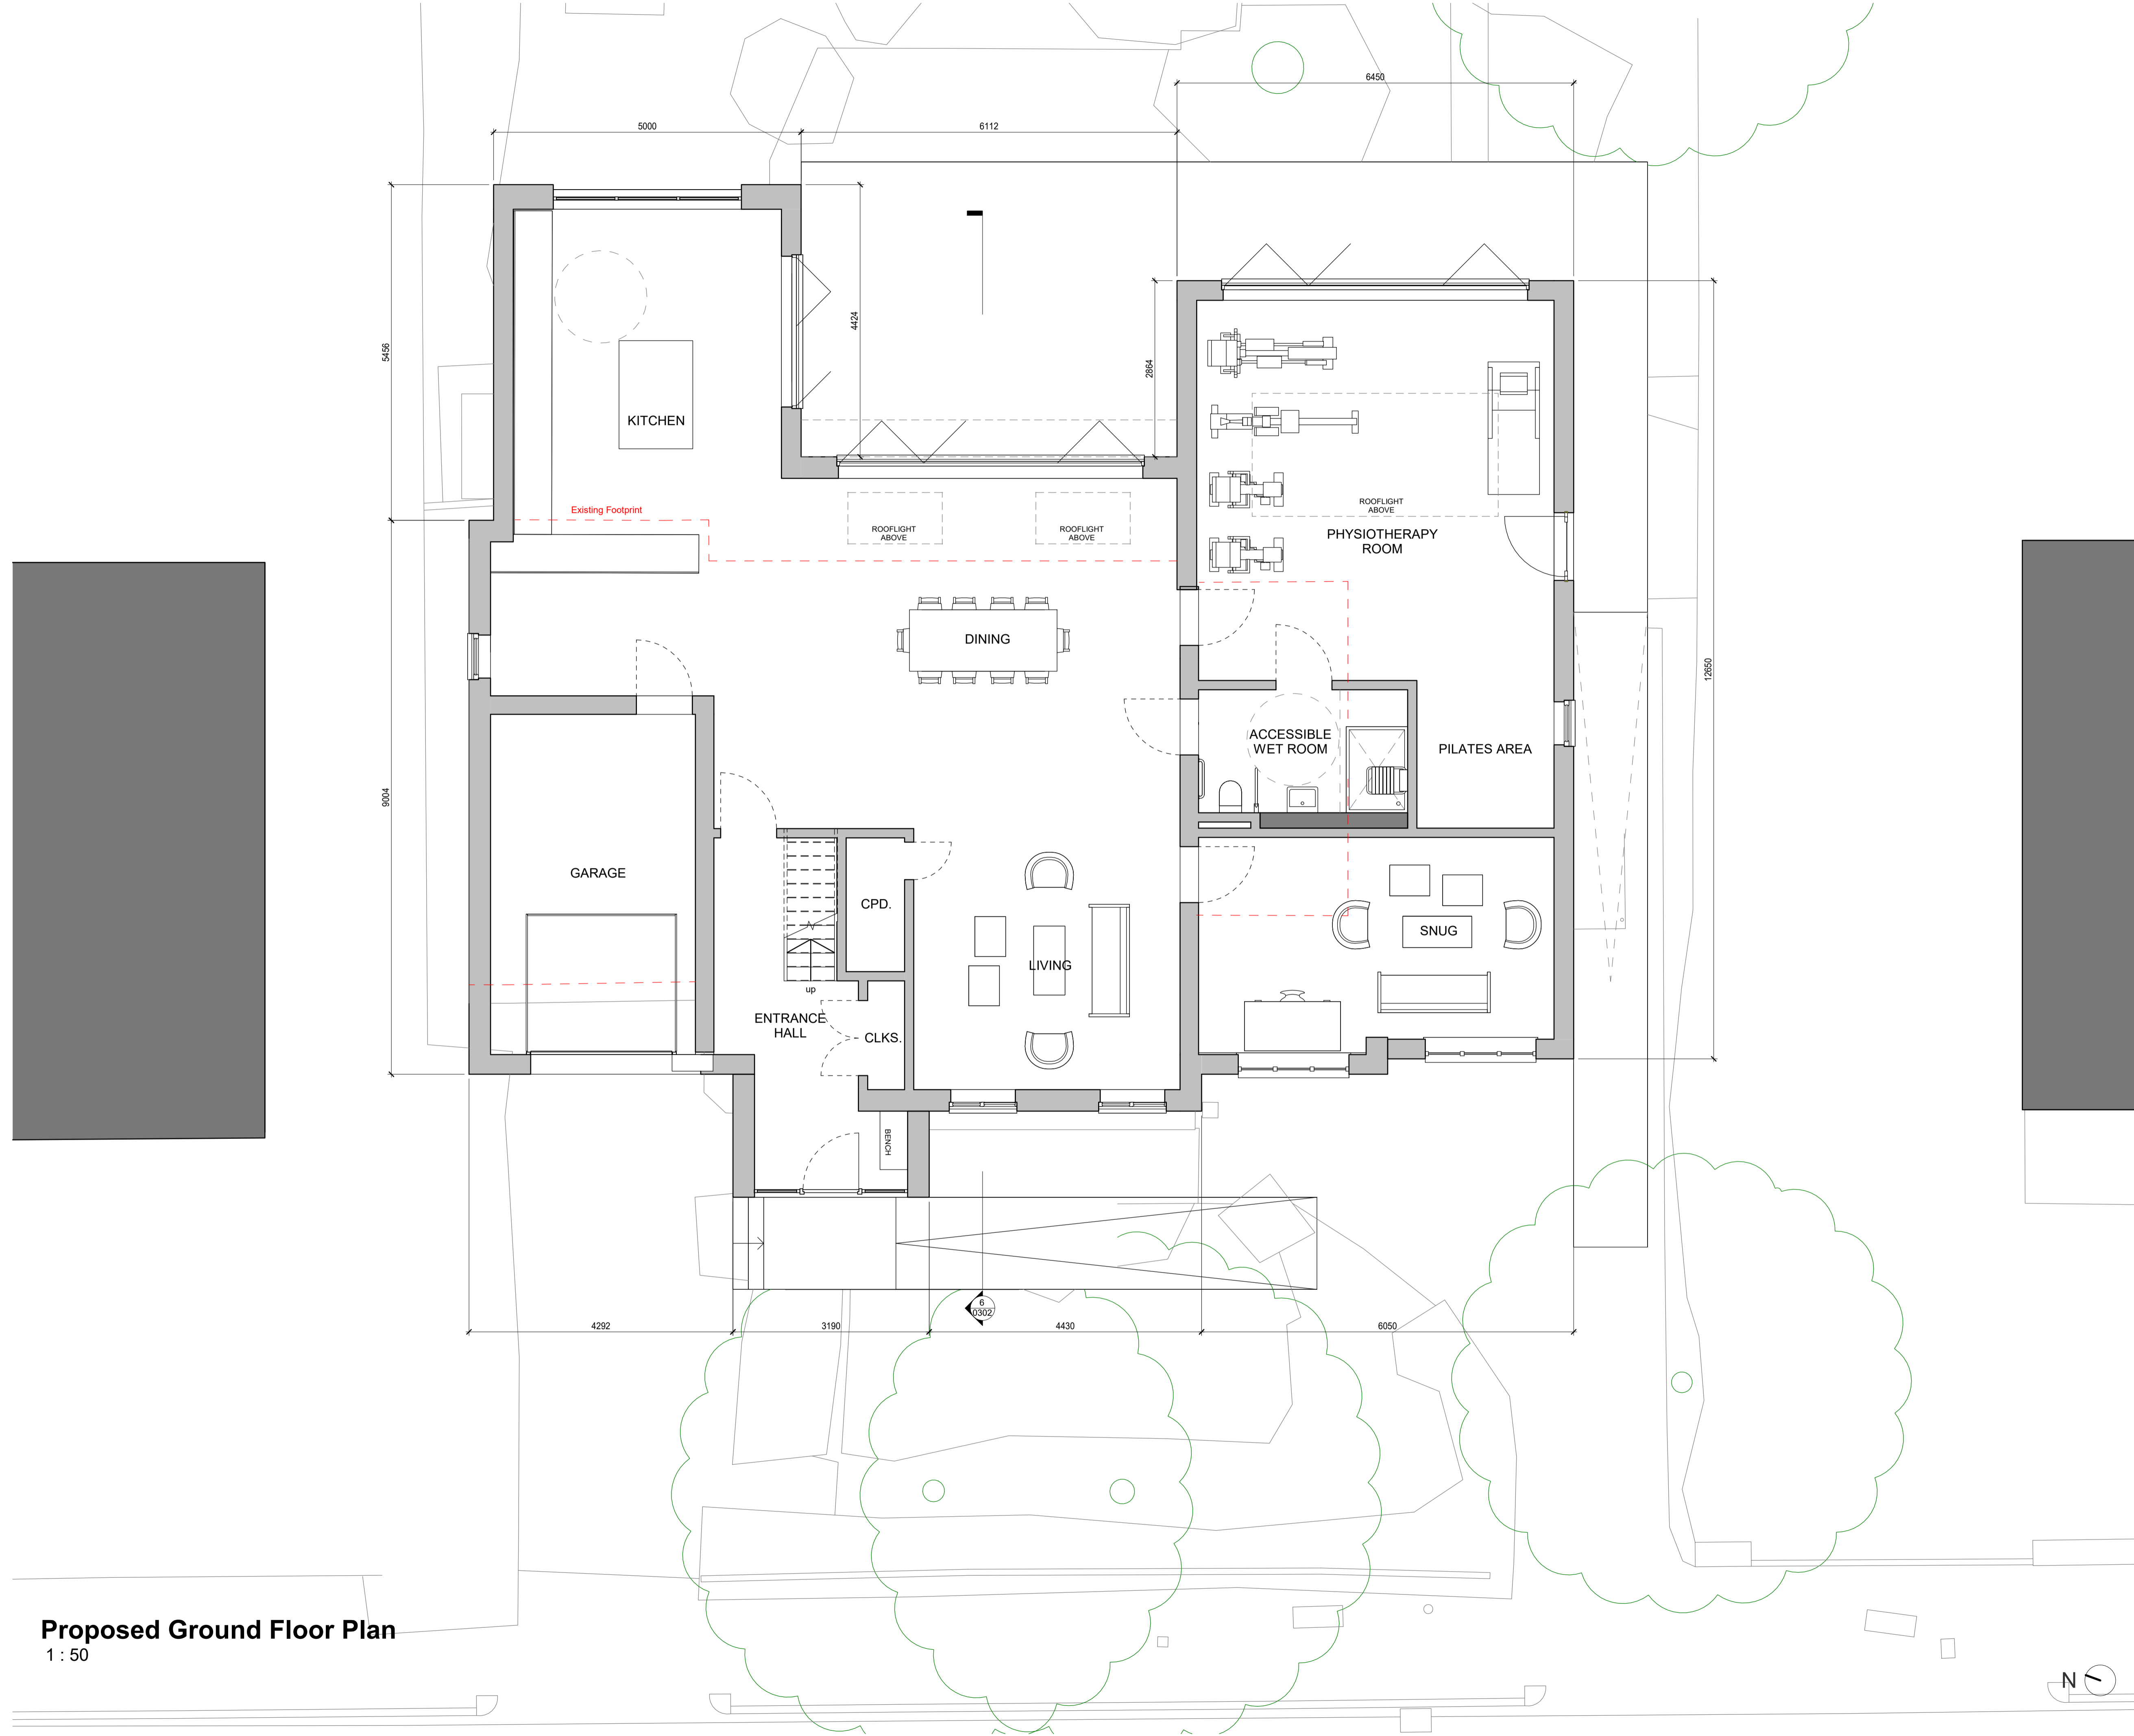 6450
5000
6112
4424
2864
5456
KITCHEN
Existing Footprint
ROOFLIGHT
ABOVE
ROOFLIGHT
ABOVE
ROOFLIGHT
ABOVE
PHYSIOTHERAPY
ROOM
DINING
12650
ACCESSIBLE
WET ROOM
PILATES AREA
9004
GARAGE
CPD.
SNUG
LIVING
up
ENTRANCE
HALL
CLKS.
BENCH
6
0302
4292
3190
4430
6050
Proposed Ground Floor Plan
1 : 50
N